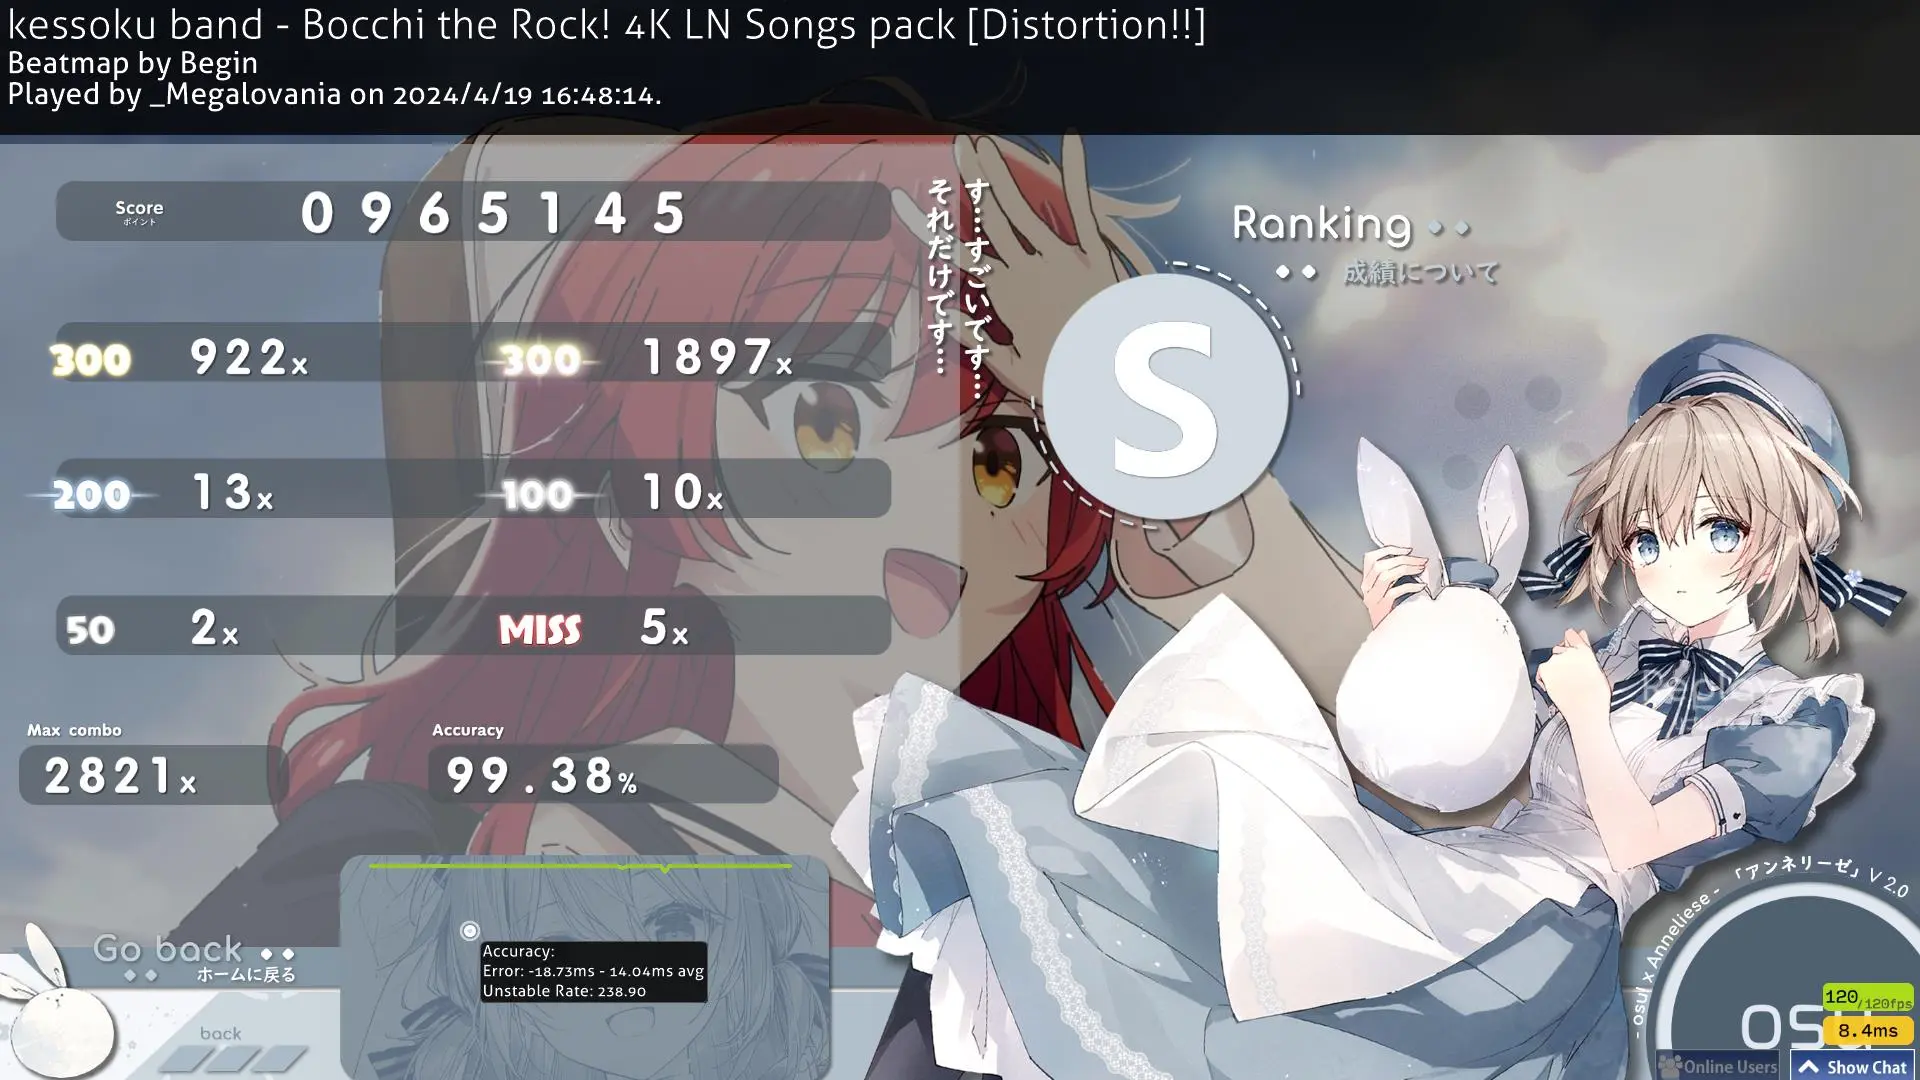 kessoku band - Bocchi the Rock! 4K LN Songs pack [Distortion!!]
Beatmap by Begin
Played by _Megalovania on 2024/4/19 16:48:14.
Score
ポイント
0965145
す…すごいです…
それだけです…
Ranking
成績について
S
300 922x
300 1897x
200 13x
100 10x
50 2x
MISS 5x
Max combo
2821x
Accuracy
99.38%
Accuracy:
Error: -18.73ms - 14.04ms avg
Unstable Rate: 238.90
Go back
ホームに戻る
back
- osu! x Anneliese - 「アンネリーゼ」 V 2.0
120/120fps
8.4ms
Online Users
Show Chat